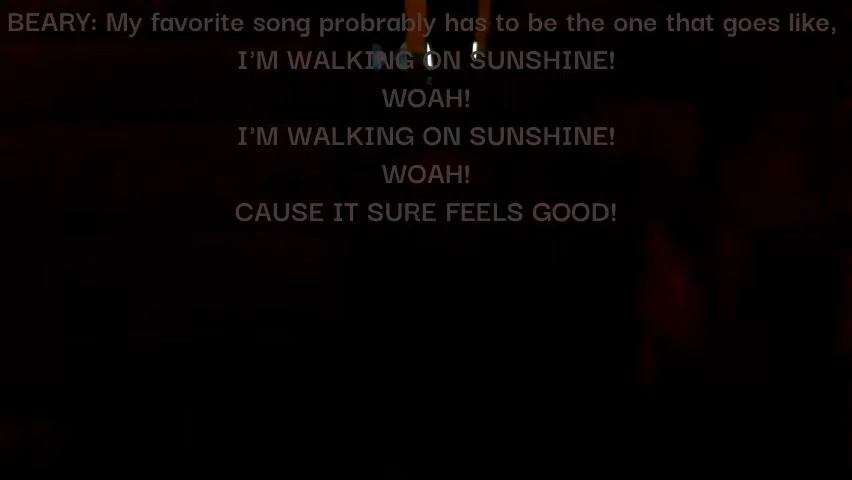 BEARY: My favorite song probrably has to be the one that goes like,
I'M WALKING ON SUNSHINE!
WOAH!
I'M WALKING ON SUNSHINE!
WOAH!
CAUSE IT SURE FEELS GOOD!